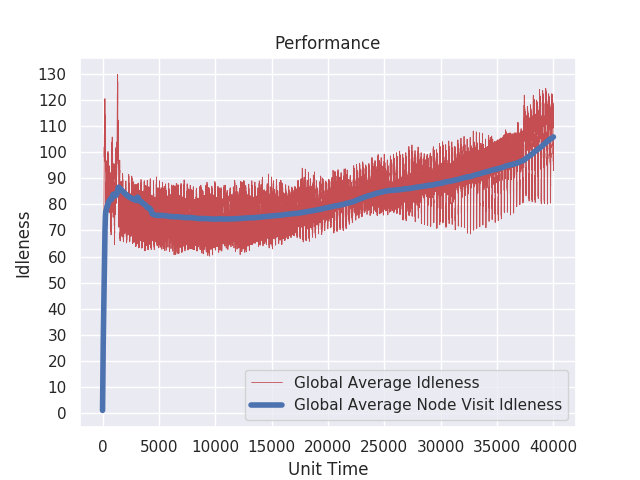 Performance
130
120
110
100
90
80
70
60
50
40
30
20
10
0
Idleness
Global Average Idleness
Global Average Node Visit Idleness
0 5000 10000 15000 20000 25000 30000 35000 40000
Unit Time